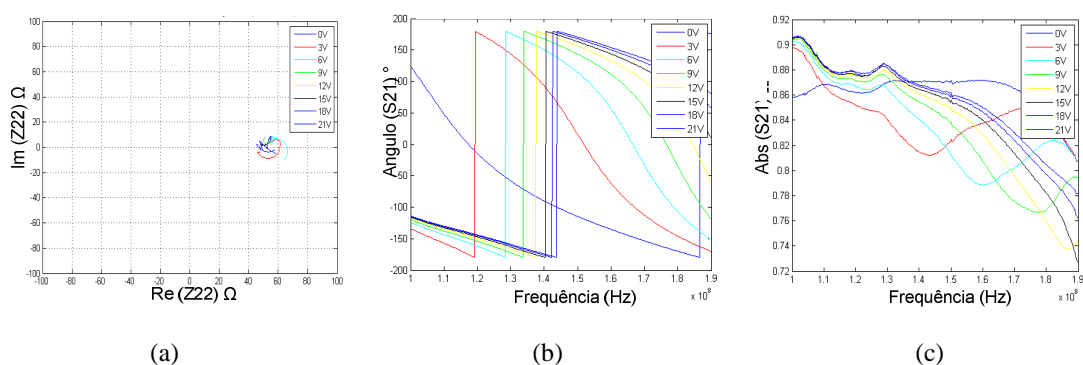 100
80
60
40
20
0
-20
-40
-60
-80
-100
-100 -80 -60 -40 -20 0 20 40 60 80 100
Im (Z22) Ω
Re (Z22) Ω
0V
3V
6V
9V
12V
15V
18V
21V
(a)
200
150
100
50
0
-50
-100
-150
-200
1 1.1 1.2 1.3 1.4 1.5 1.6 1.7 1.8 1.9
x 10⁸
Angulo (S21) °
Frequência (Hz)
0V
3V
6V
9V
12V
15V
18V
21V
(b)
0.92
0.9
0.88
0.86
0.84
0.82
0.8
0.78
0.76
0.74
0.72
1 1.1 1.2 1.3 1.4 1.5 1.6 1.7 1.8 1.9
x 10⁸
Abs (S21), --
Frequência (Hz)
0V
3V
6V
9V
12V
15V
18V
21V
(c)